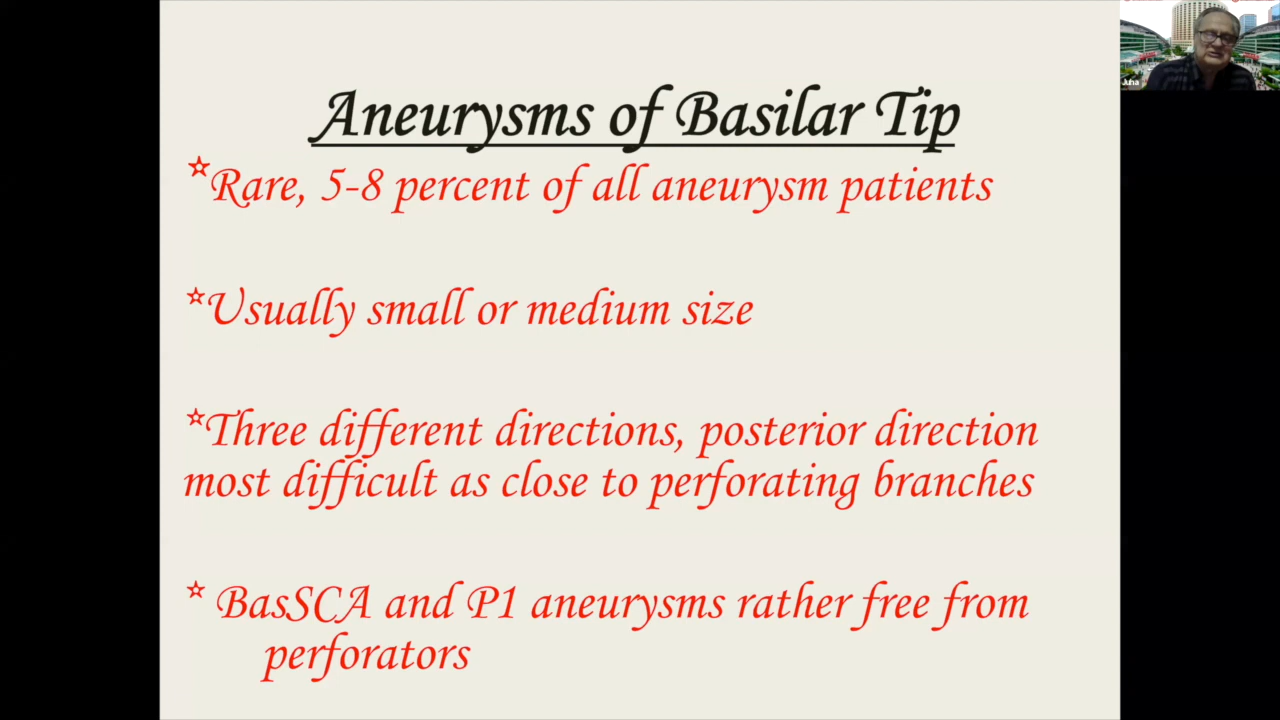 Aneurysms of Basilar Tip
*Rare, 5-8 percent of all aneurysm patients
*Usually small or medium size
*Three different directions, posterior direction
most difficult as close to perforating branches
* BasSCA and P1 aneurysms rather free from
perforators
Juha